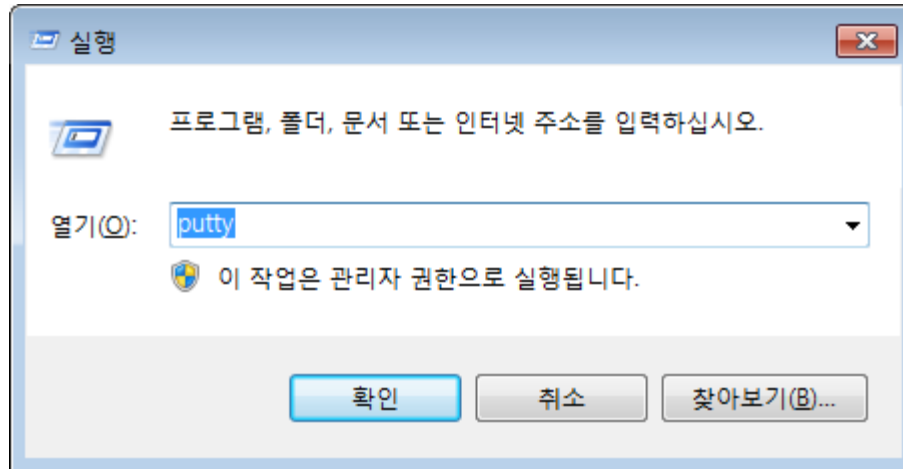 실행
프로그램, 폴더, 문서 또는 인터넷 주소를 입력하십시오.
열기(O): putty
이 작업은 관리자 권한으로 실행됩니다.
확인 취소 찾아보기(B)...